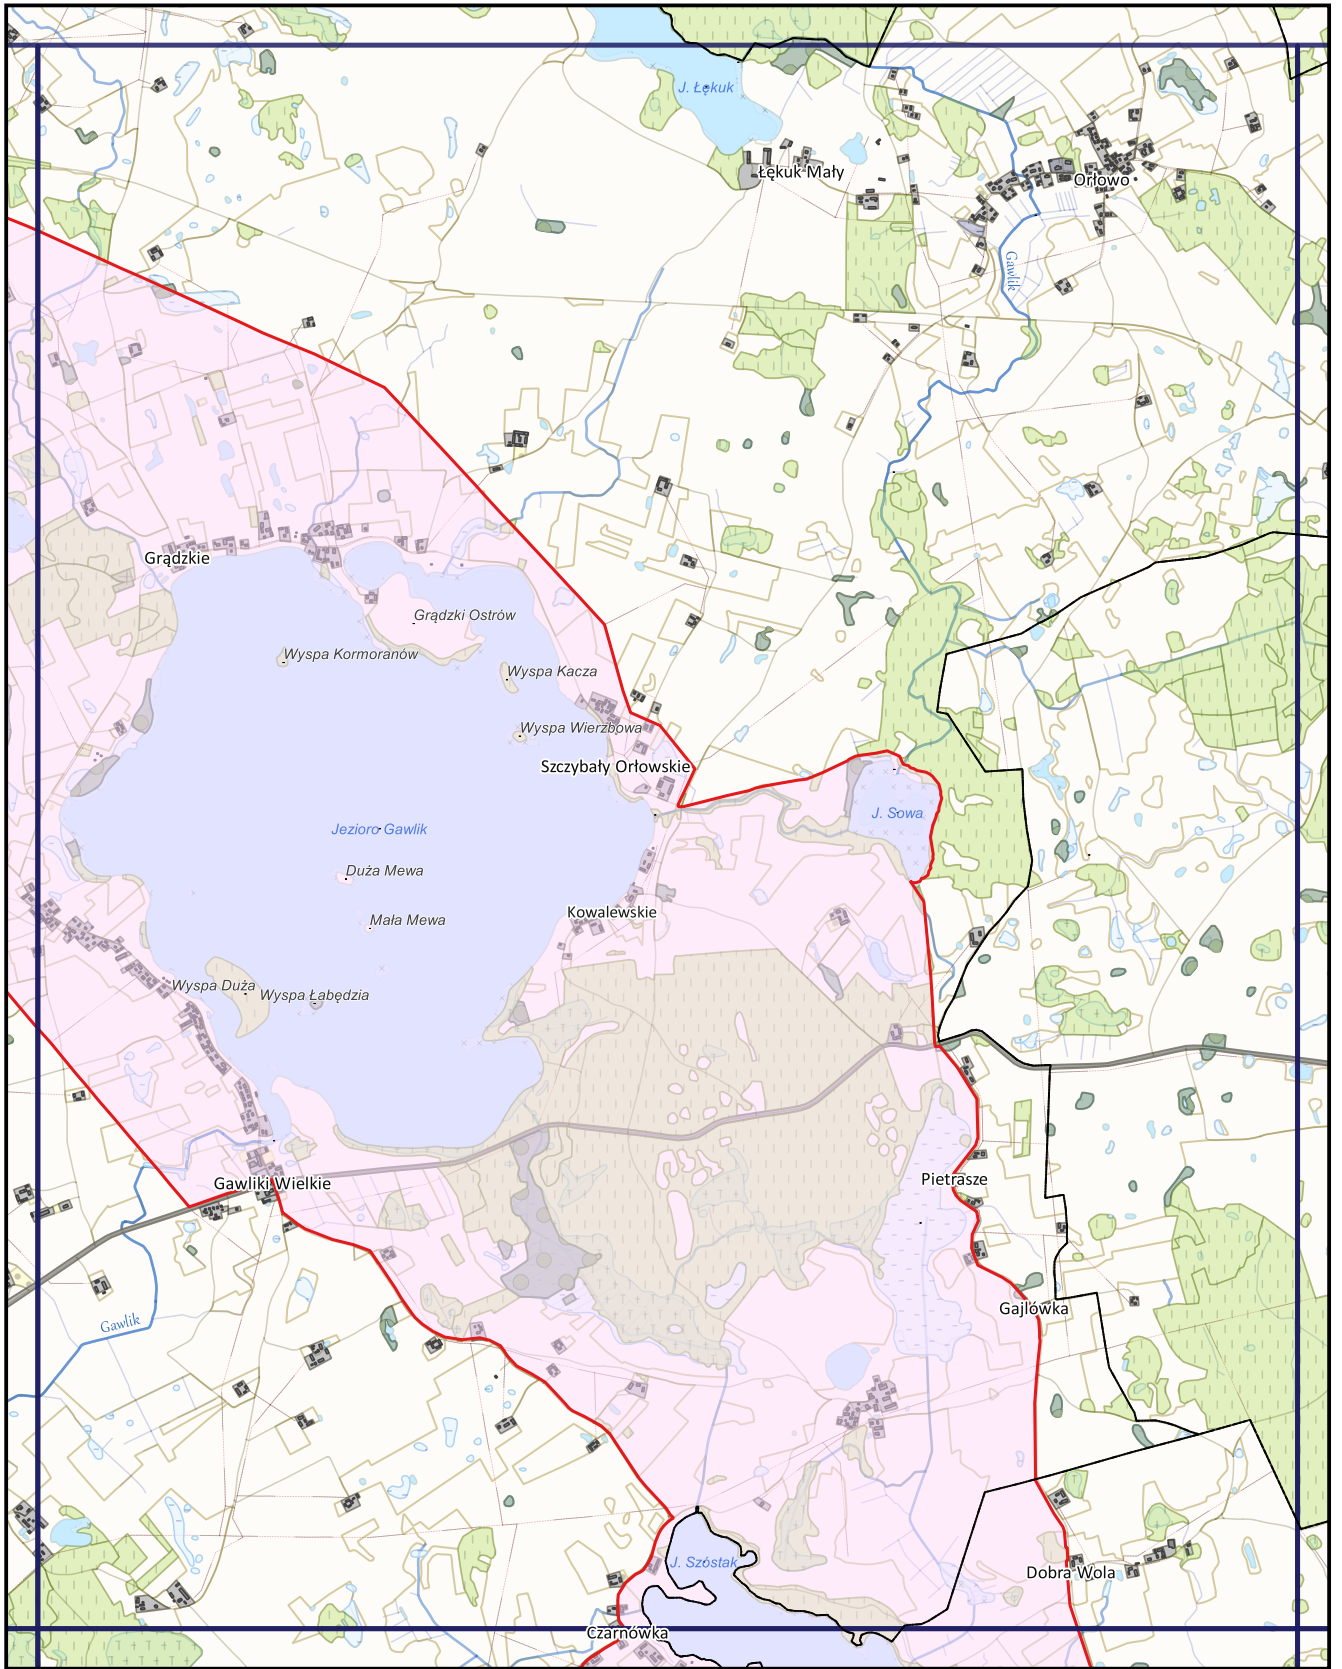 J. Łękuk
Łękuk Mały
Orłowo
Gawlik
Grądzkie
Grądzki Ostrów
Wyspa Kormoranów
Wyspa Kacza
Wyspa Wierzbowa
Szczybały Orłowskie
J. Sowa
Jezioro Gawlik
Duża Mewa
Kowalewskie
Mała Mewa
Wyspa Duża
Wyspa Łabędzia
Pietrasze
Gawliki Wielkie
Gajlówka
Gawlik
J. Szóstak
Dobra Wola
Czarnówka